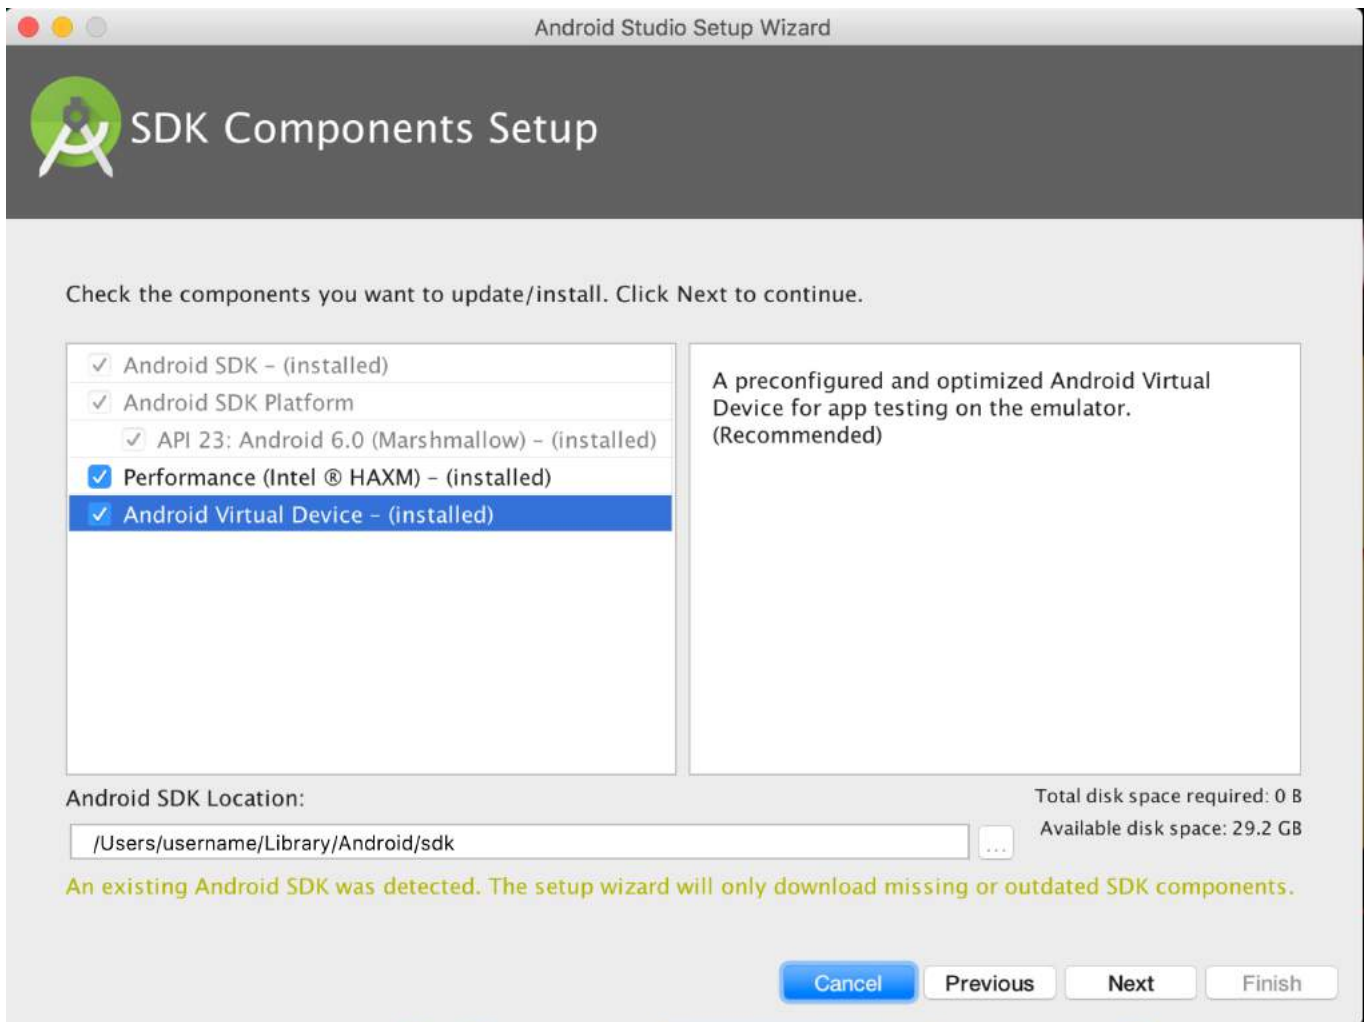 Android Studio Setup Wizard
SDK Components Setup
Check the components you want to update/install. Click Next to continue.
Android SDK – (installed)
Android SDK Platform
API 23: Android 6.0 (Marshmallow) – (installed)
Performance (Intel ® HAXM) – (installed)
Android Virtual Device – (installed)
A preconfigured and optimized Android Virtual
Device for app testing on the emulator.
(Recommended)
Android SDK Location:
Total disk space required: 0 B
Available disk space: 29.2 GB
/Users/username/Library/Android/sdk
...
An existing Android SDK was detected. The setup wizard will only download missing or outdated SDK components.
Cancel
Previous
Next
Finish